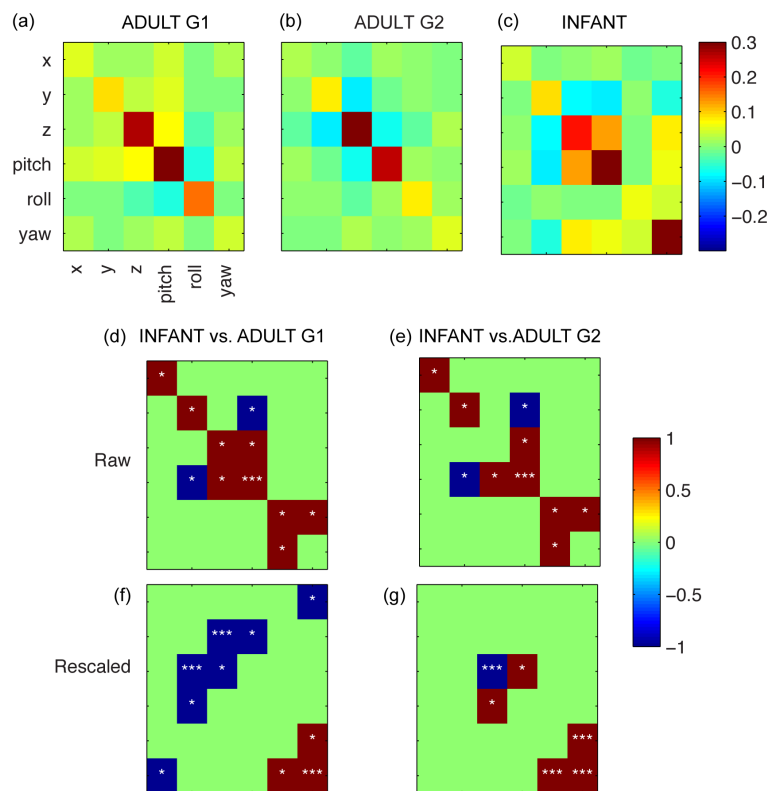 (a) ADULT G1 (b) ADULT G2 (c) INFANT
x
y
z
pitch
roll
yaw
x y z pitch roll yaw
0.3
0.2
0.1
0
−0.1
−0.2
(d) INFANT vs. ADULT G1 (e) INFANT vs.ADULT G2
Raw
*
* *
* *
* * ***
* *
*
*
* *
*
* * ***
* *
*
1
0.5
0
−0.5
−1
(f) (g)
Rescaled
*
*** *
*** *
*
*
* * ***
*** *
*
***
*** ***